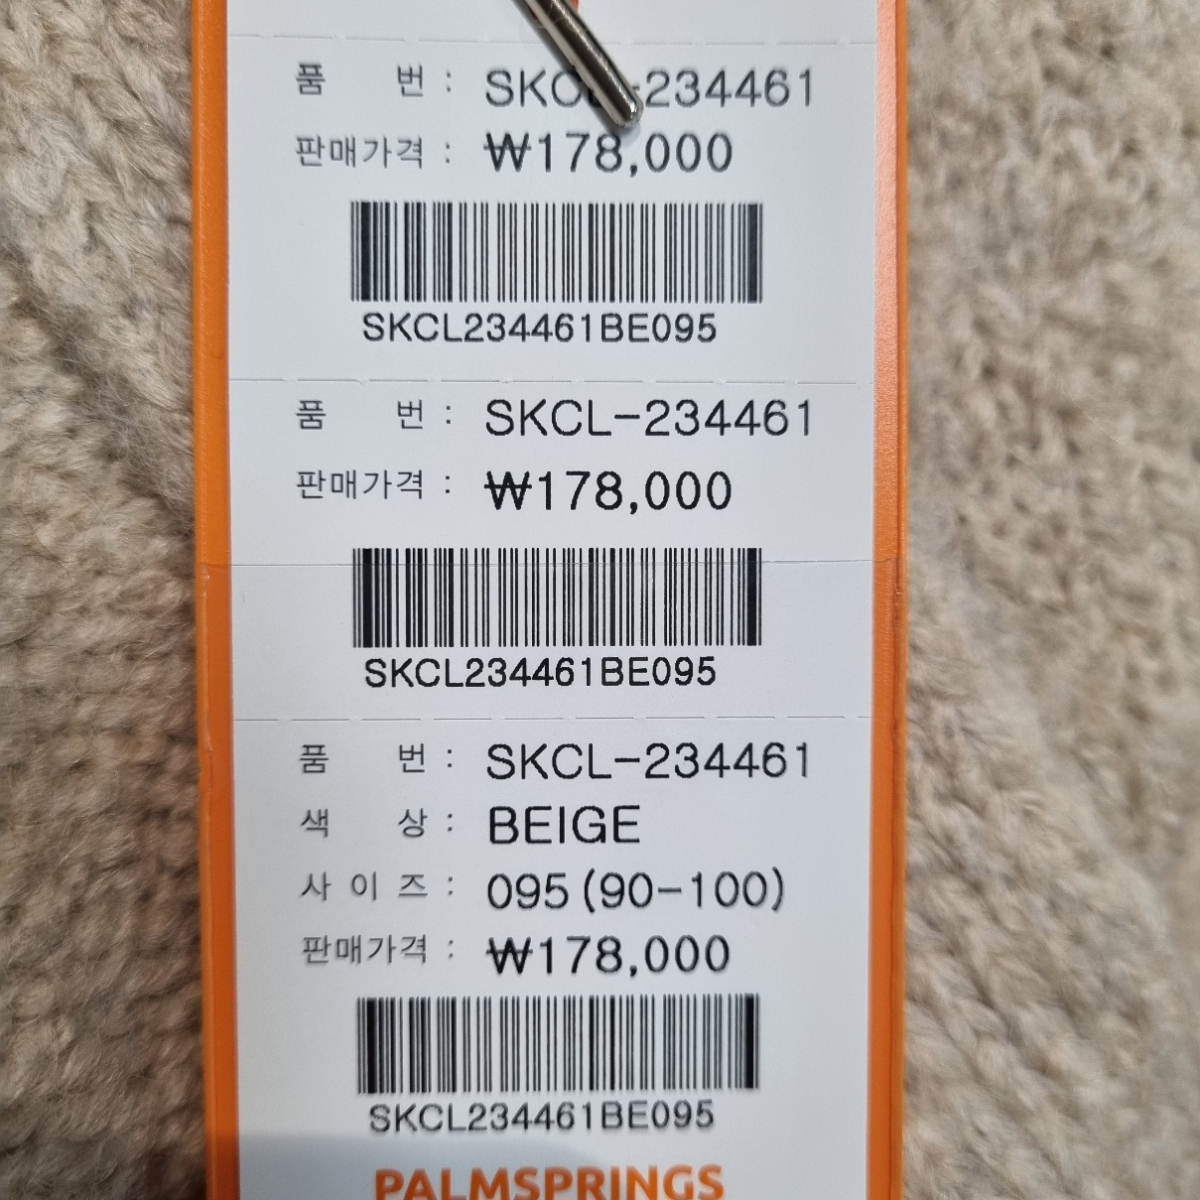 품 번 : SKCL-234461
판매가격 : ₩178,000
SKCL234461BE095
품 번 : SKCL-234461
판매가격 : ₩178,000
SKCL234461BE095
품 번 : SKCL-234461
색 상 : BEIGE
사 이 즈 : 095 (90-100)
판매가격 : ₩178,000
SKCL234461BE095
PALMSPRINGS